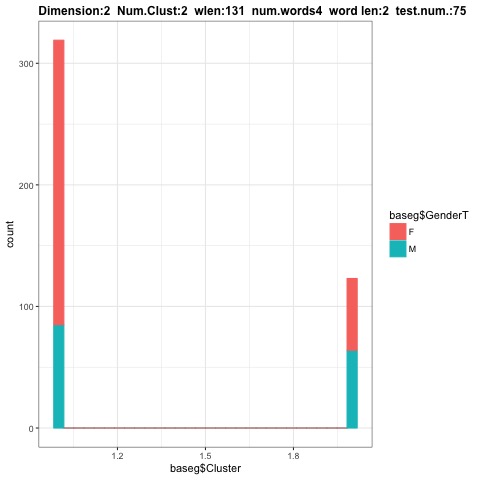 Dimension:2  Num.Clust:2  wlen:131  num.words4  word len:2  test.num.:75
300
200
100
0
count
1.2
1.5
1.8
baseg$Cluster
baseg$GenderT
F
M